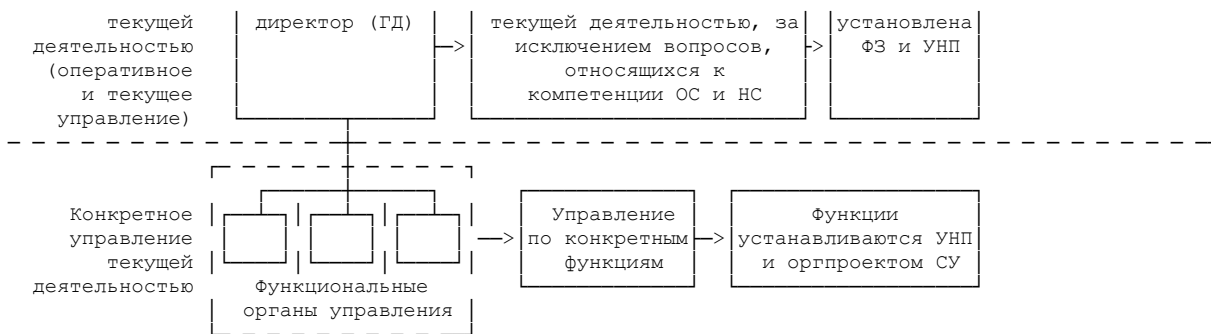 текущей директор (ГД) текущей деятельностью, за установлена
деятельностью исключением вопросов, ФЗ и УНП
(оперативное относящихся к
и текущее компетенции ОС и НС
управление)
Конкретное Управление Функции
управление по конкретным устанавливаются УНП
текущей функциям и оргпроектом СУ
деятельностью Функциональные
органы управления